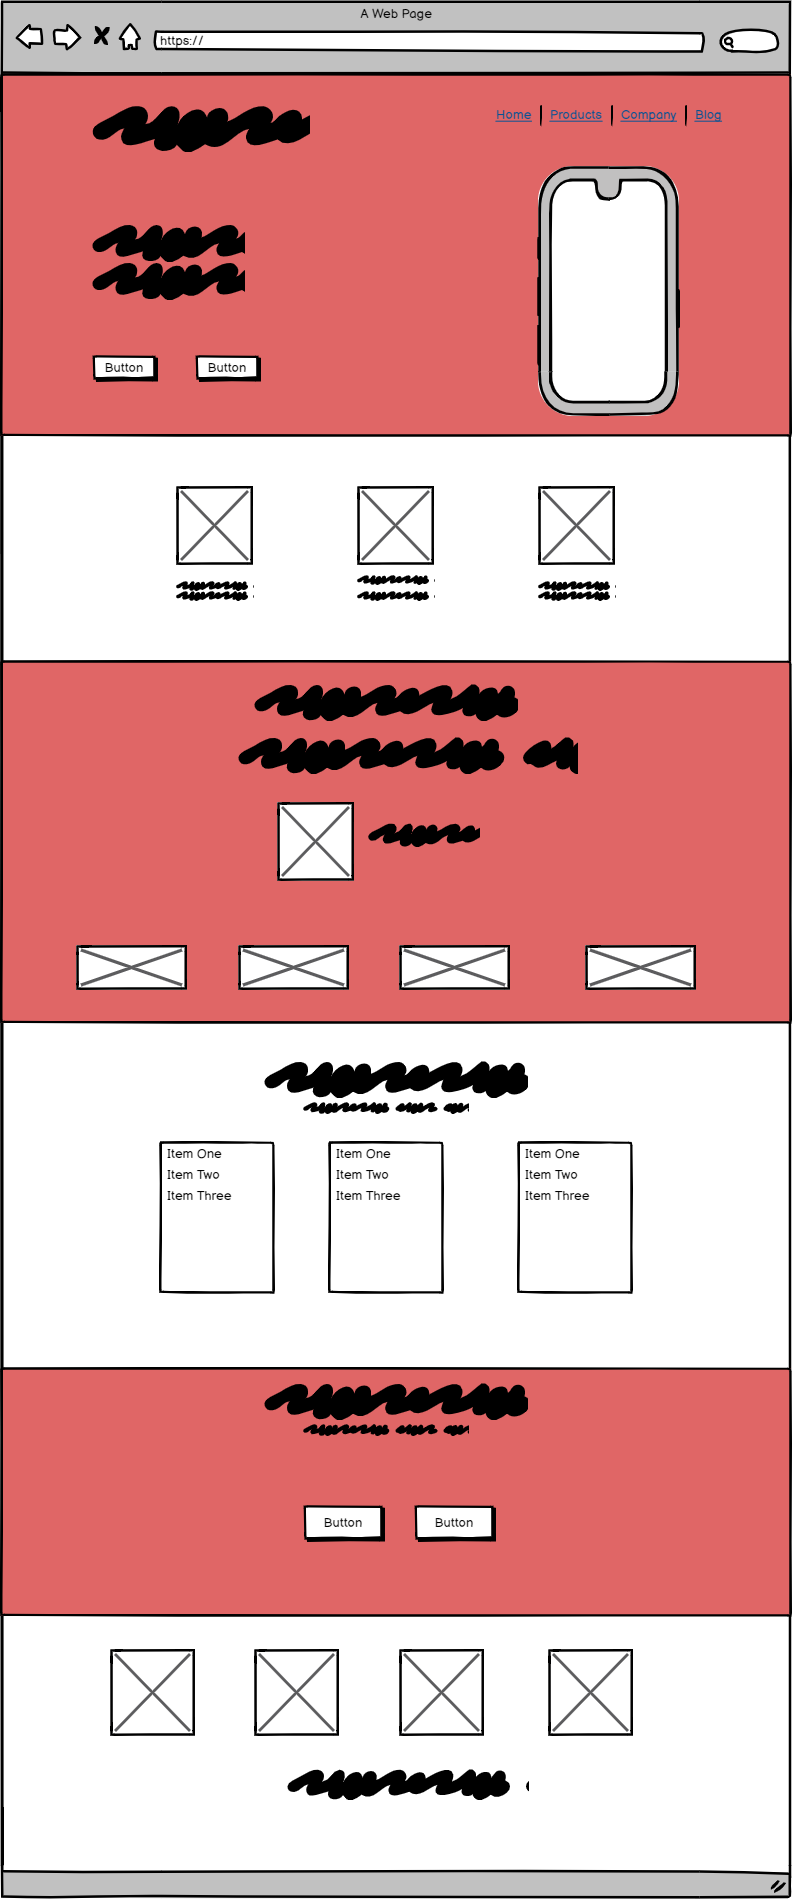 A Web Page
https://
Home Products Company Blog
Button Button
Item One Item One Item One
Item Two Item Two Item Two
Item Three Item Three Item Three
Button Button